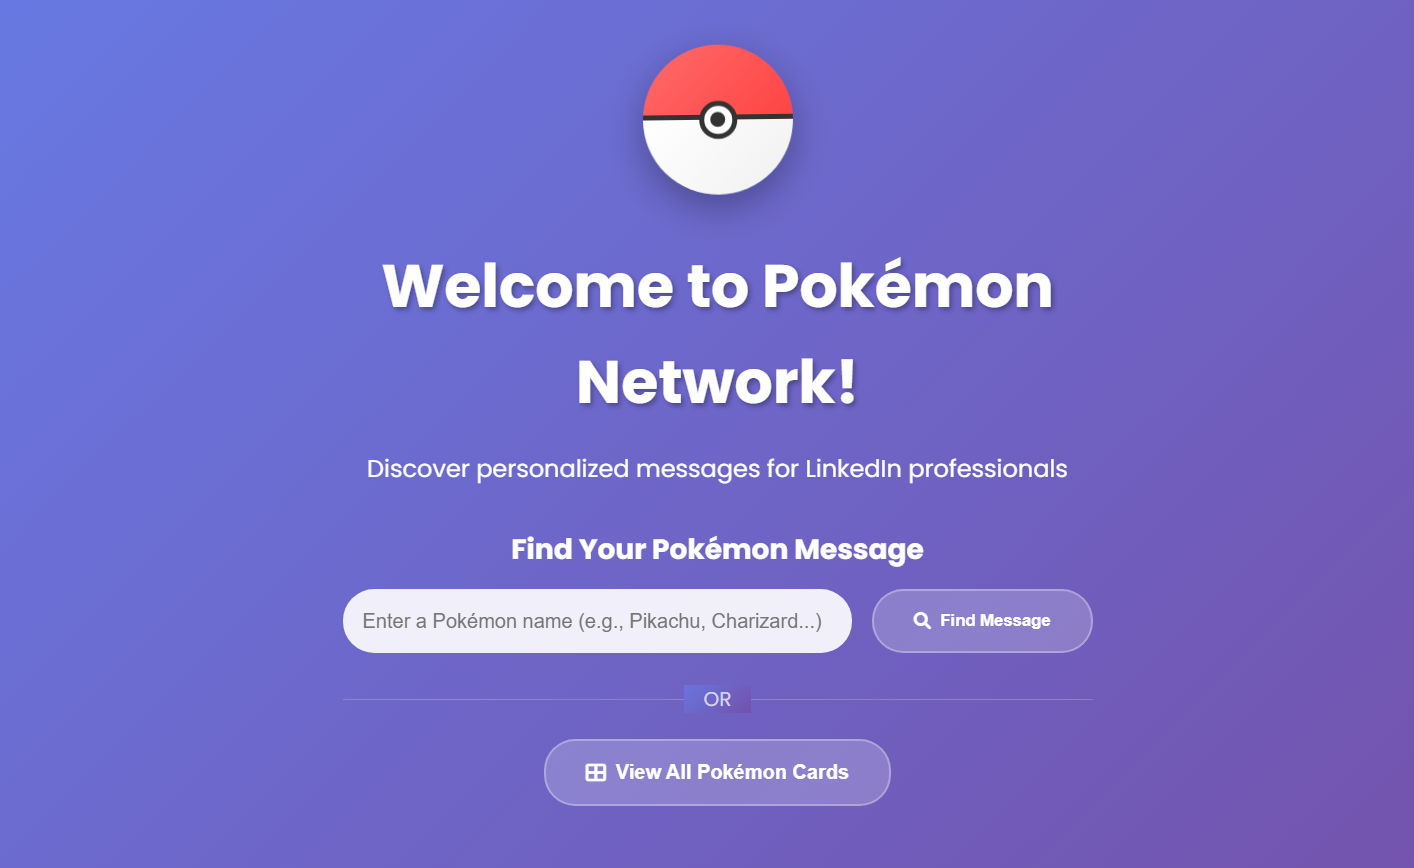 Welcome to Pokémon
Network!
Discover personalized messages for LinkedIn professionals
Find Your Pokémon Message
Enter a Pokémon name (e.g., Pikachu, Charizard...)
Find Message
OR
View All Pokémon Cards